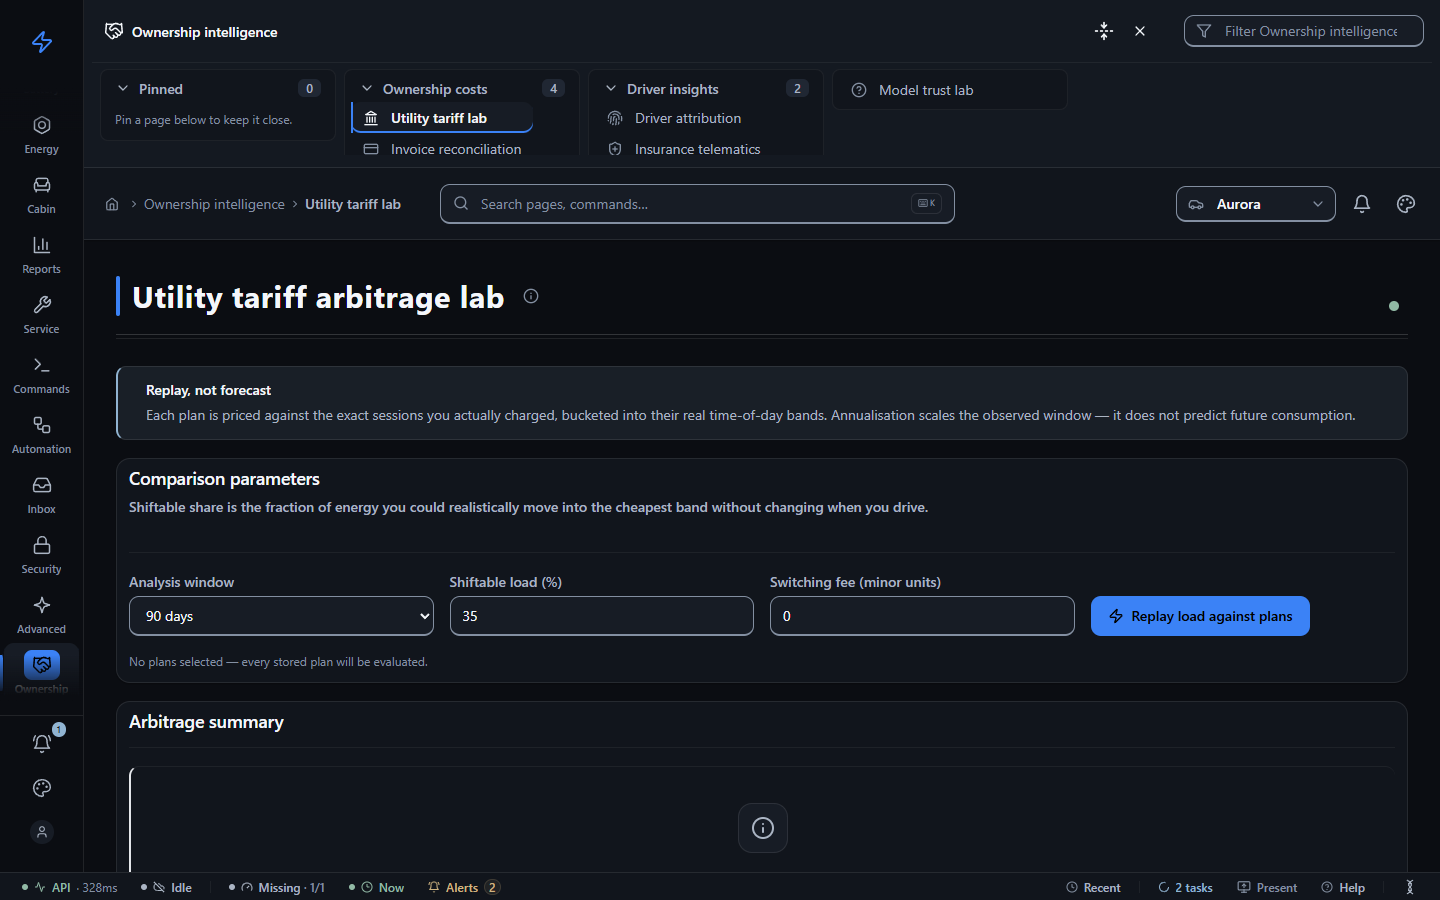 Ownership intelligence
Filter Ownership intelligence
Pinned 0
Pin a page below to keep it close.
Ownership costs 4
Utility tariff lab
Invoice reconciliation
Driver insights 2
Driver attribution
Insurance telematics
Model trust lab
Energy
Cabin
Reports
Service
Commands
Automation
Inbox
Security
Advanced
Ownership
1
Ownership intelligence
Utility tariff lab
Search pages, commands...
K
Aurora
Utility tariff arbitrage lab
Replay, not forecast
Each plan is priced against the exact sessions you actually charged, bucketed into their real time-of-day bands. Annualisation scales the observed window — it does not predict future consumption.
Comparison parameters
Shiftable share is the fraction of energy you could realistically move into the cheapest band without changing when you drive.
Analysis window
90 days
Shiftable load (%)
35
Switching fee (minor units)
0
Replay load against plans
No plans selected — every stored plan will be evaluated.
Arbitrage summary
API · 328ms
Idle
Missing · 1/1
Now
Alerts 2
Recent
2 tasks
Present
Help